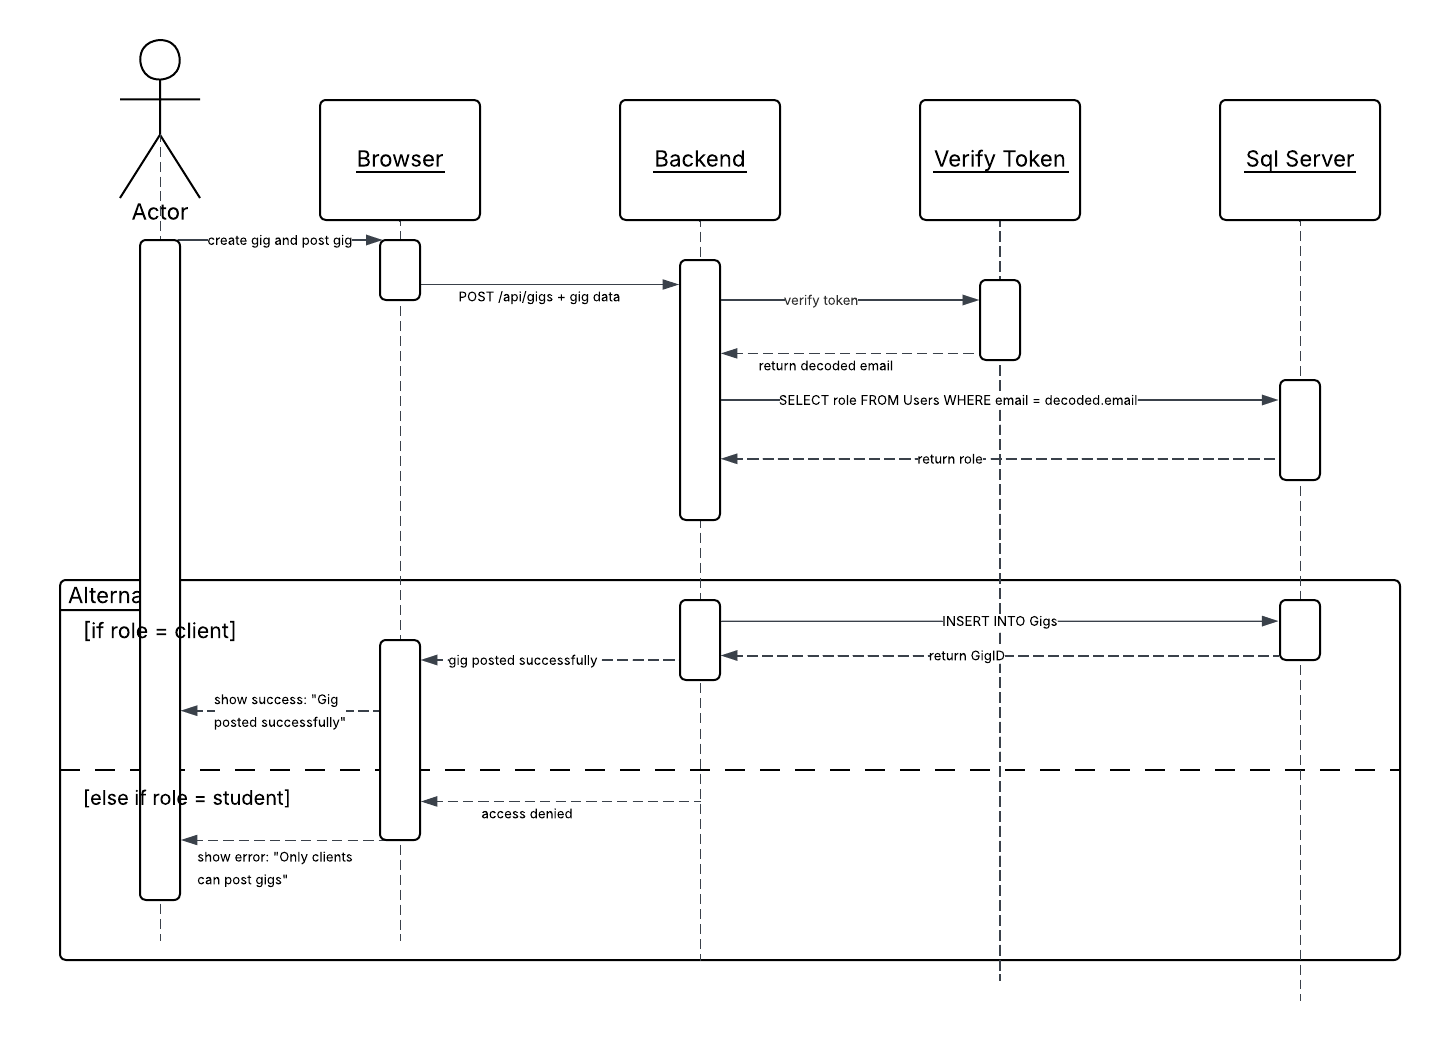 Actor
Browser
Backend
Verify Token
Sql Server
create gig and post gig
POST /api/gigs + gig data
verify token
return decoded email
SELECT role FROM Users WHERE email = decoded.email
return role
Alterna
[if role = client]
INSERT INTO Gigs
return GigID
gig posted successfully
show success: "Gig
posted successfully"
[else if role = student]
access denied
show error: "Only clients
can post gigs"